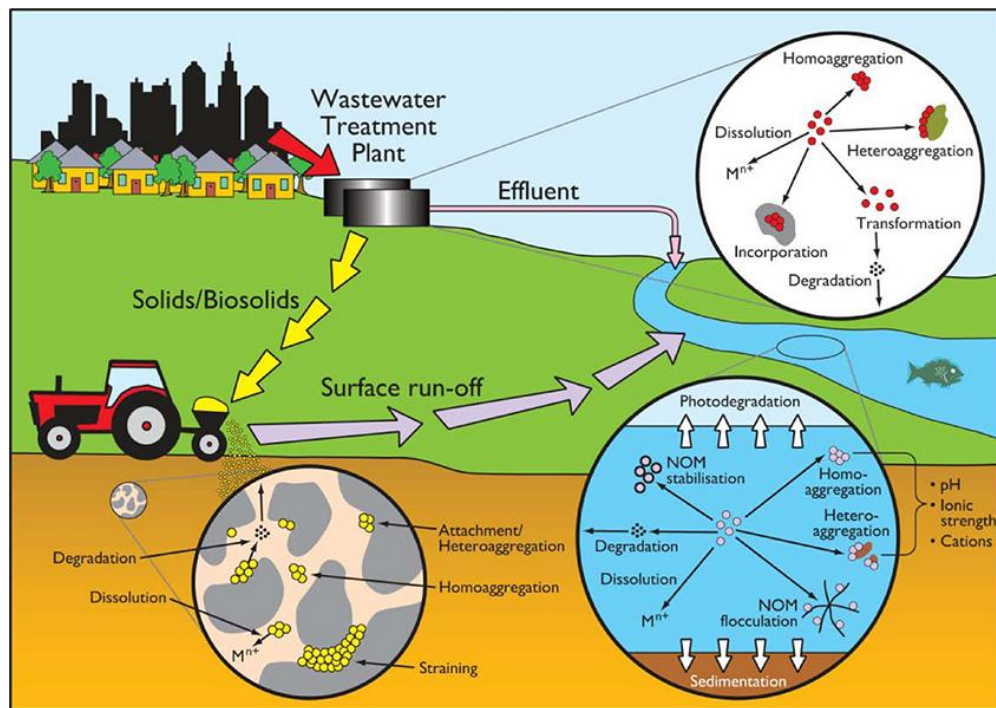 Wastewater
Treatment
Plant
Effluent
Solids/Biosolids
Surface run-off
Homoaggregation
Dissolution
Mⁿ⁺
Heteroaggregation
Incorporation
Transformation
Degradation
Photodegradation
NOM
stabilisation
Homo-
aggregation
Hetero-
aggregation
• pH
• Ionic
strength
• Cations
Degradation
Dissolution
Mⁿ⁺
NOM
flocculation
Sedimentation
Degradation
Dissolution
Mⁿ⁺
Attachment/
Heteroaggregation
Homoaggregation
Straining